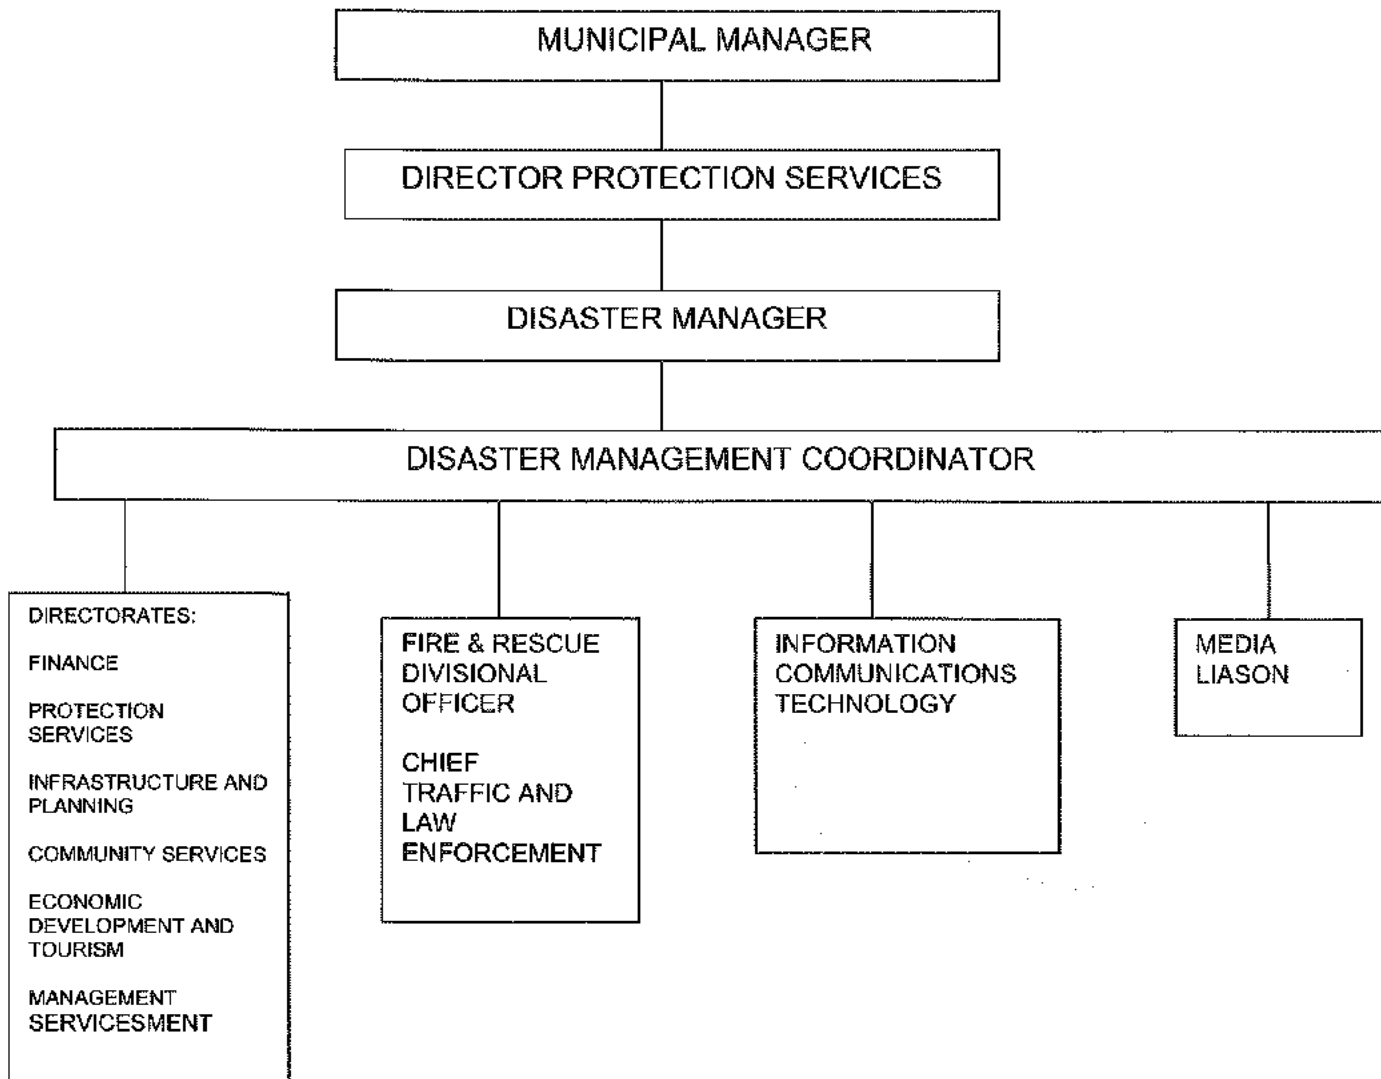 MUNICIPAL MANAGER
DIRECTOR PROTECTION SERVICES
DISASTER MANAGER
DISASTER MANAGEMENT COORDINATOR
DIRECTORATES:
FINANCE
PROTECTION
SERVICES
INFRASTRUCTURE AND
PLANNING
COMMUNITY SERVICES
ECONOMIC
DEVELOPMENT AND
TOURISM
MANAGEMENT
SERVICESMENT
FIRE & RESCUE
DIVISIONAL
OFFICER
CHIEF
TRAFFIC AND
LAW
ENFORCEMENT
INFORMATION
COMMUNICATIONS
TECHNOLOGY
MEDIA
LIASON